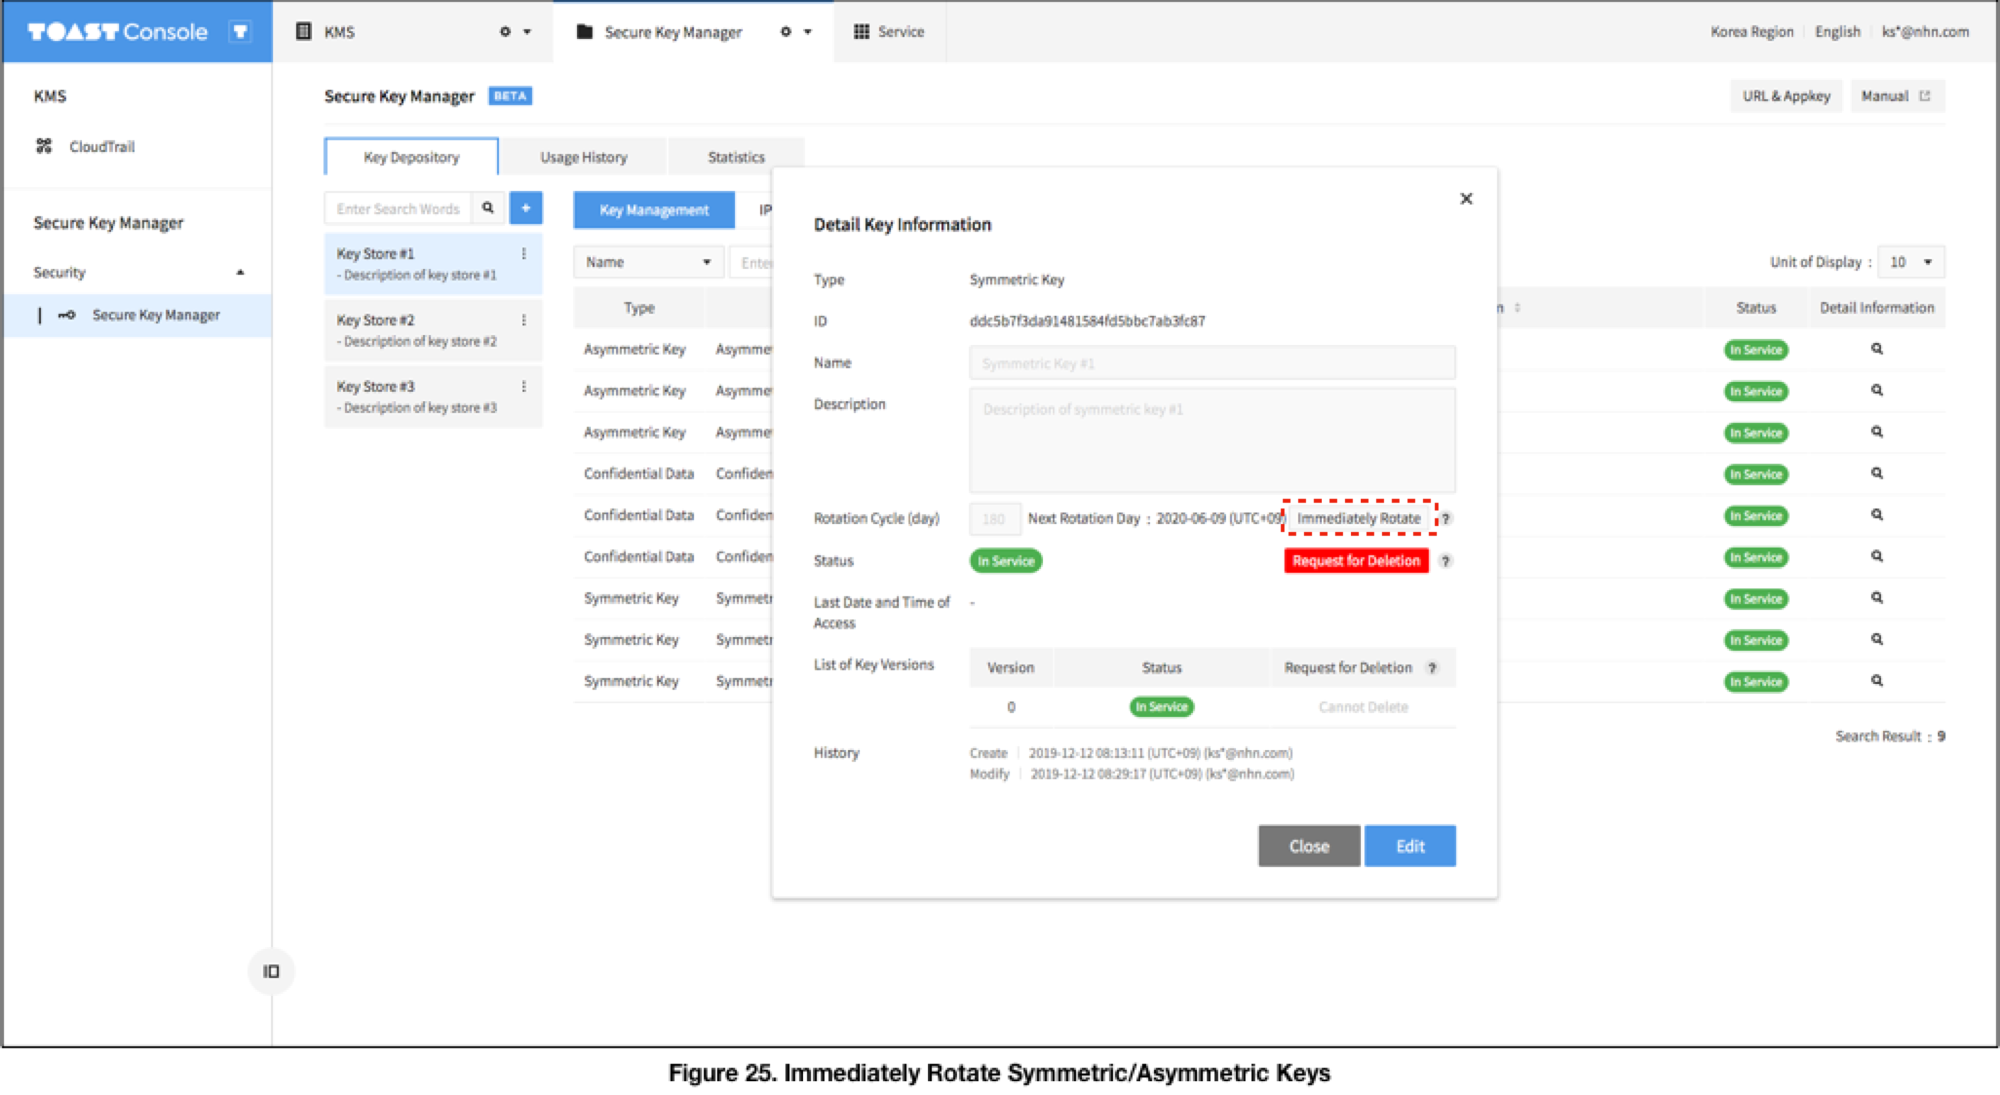 TOAST Console
KMS
Secure Key Manager
Service
Korea Region
English
ks*@nhn.com
KMS
CloudTrail
Secure Key Manager
Security
Secure Key Manager
Secure Key Manager BETA
URL & Appkey
Manual
Key Depository
Usage History
Statistics
Enter Search Words
+
Key Store #1
- Description of key store #1
Key Store #2
- Description of key store #2
Key Store #3
- Description of key store #3
Key Management
IP
Name
Ente
Unit of Display : 10
Type
n
Status
Detail Information
Asymmetric Key Asymme In Service
Asymmetric Key Asymme In Service
Asymmetric Key Asymme In Service
Confidential Data Confiden In Service
Confidential Data Confiden In Service
Confidential Data Confiden In Service
Symmetric Key Symmetr In Service
Symmetric Key Symmetr In Service
Symmetric Key Symmetr In Service
Search Result : 9
Detail Key Information
Type Symmetric Key
ID ddc5b7f3da91481584fd5bbc7ab3fc87
Name Symmetric Key #1
Description Description of symmetric key #1
Rotation Cycle (day) 180 Next Rotation Day : 2020-06-09 (UTC+09) Immediately Rotate ?
Status In Service Request for Deletion ?
Last Date and Time of
Access
-
List of Key Versions
Version Status Request for Deletion ?
0 In Service Cannot Delete
History
Create 2019-12-12 08:13:11 (UTC+09) (ks*@nhn.com)
Modify 2019-12-12 08:29:17 (UTC+09) (ks*@nhn.com)
Close
Edit
Figure 25. Immediately Rotate Symmetric/Asymmetric Keys